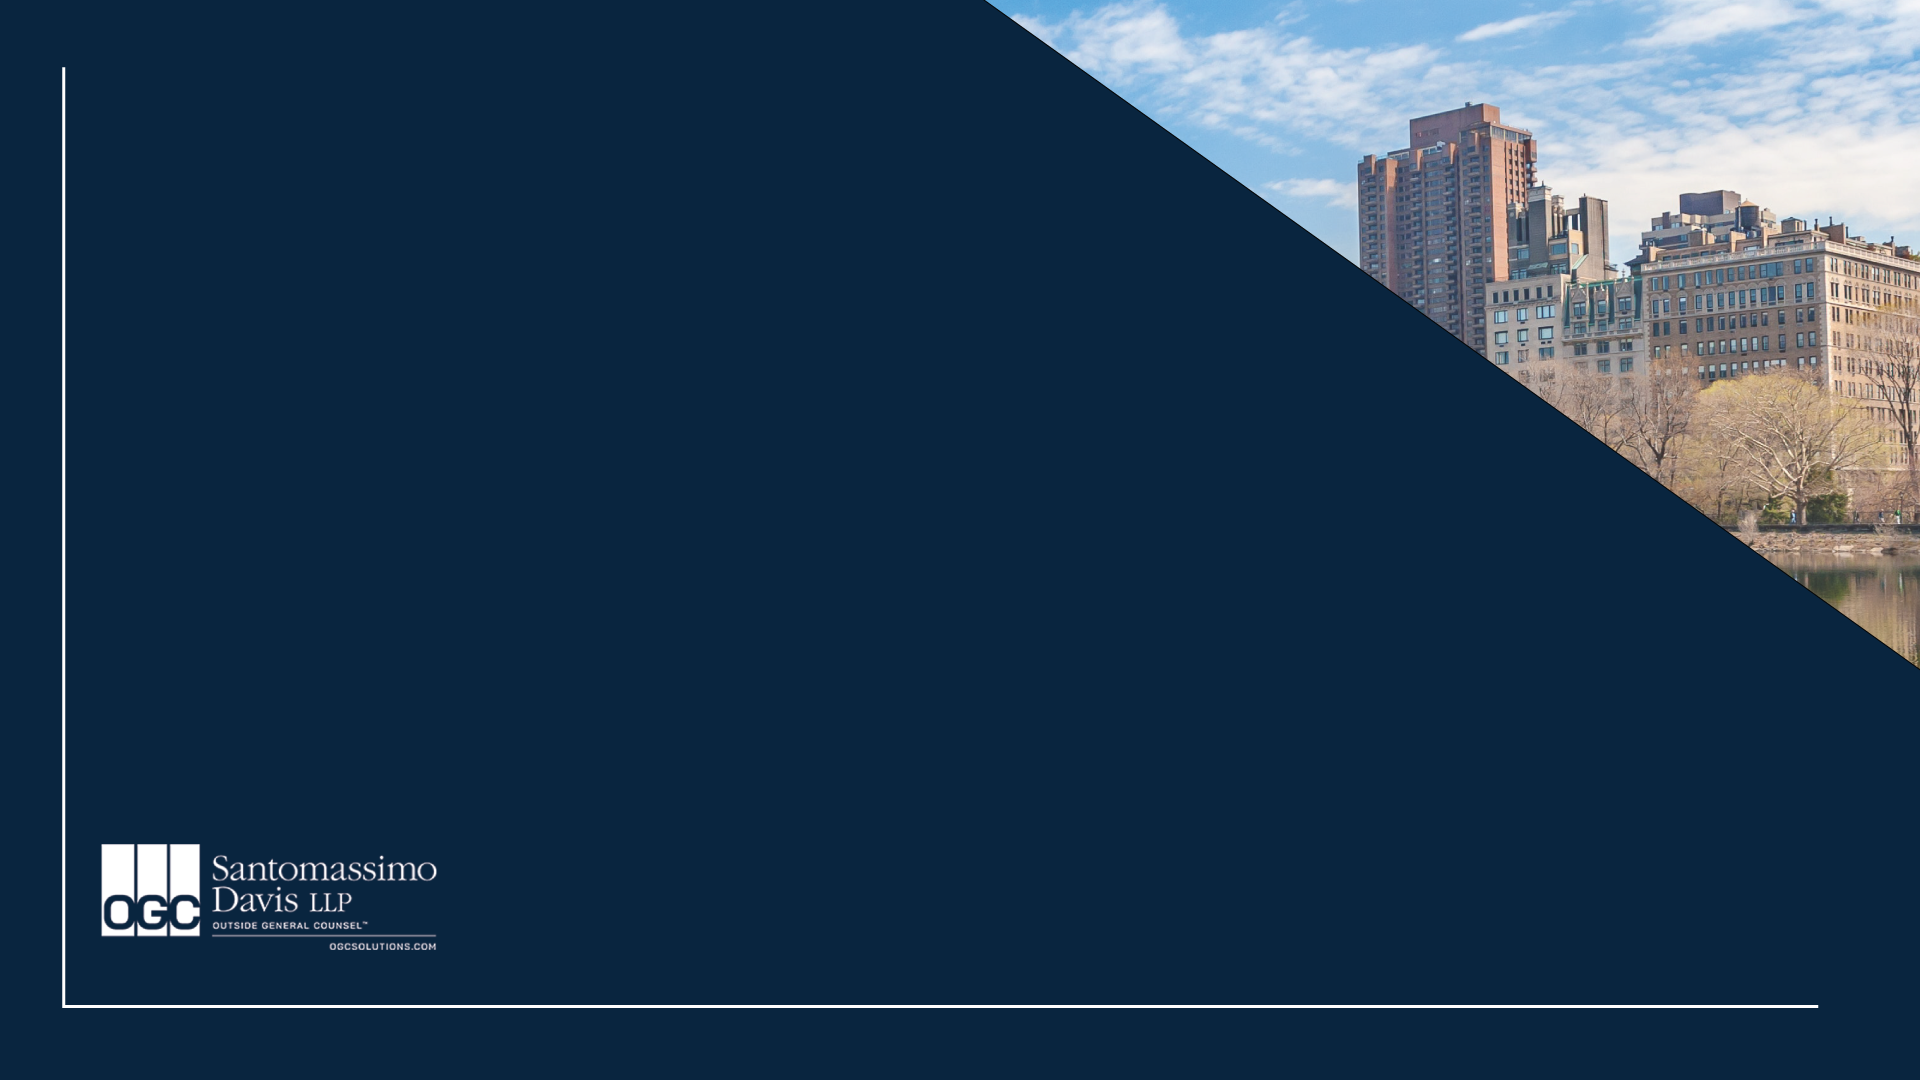 OGC
Santomassimo
Davis LLP
OUTSIDE GENERAL COUNSEL™
OGCSOLUTIONS.COM